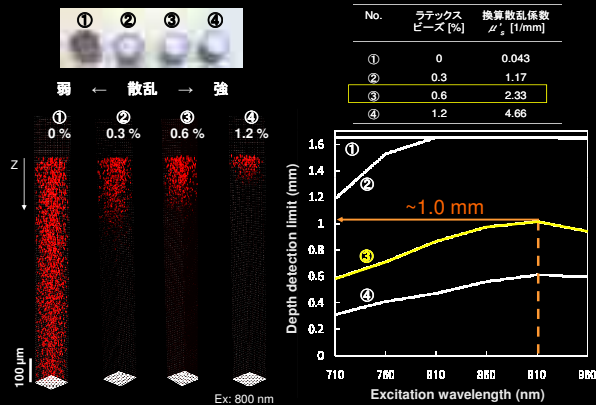 ① ② ③ ④
弱 ← 散乱 → 強
① ② ③ ④
0 % 0.3 % 0.6 % 1.2 %
Z
100 µm
Ex: 800 nm
No. ラテックス ビーズ [%] 換算散乱係数 μ's [1/mm]
① 0 0.043
② 0.3 1.17
③ 0.6 2.33
④ 1.2 4.66
Depth detection limit (mm)
1.6
1.4
1.2
1
0.8
0.6
0.4
0.2
0
①
②
~1.0 mm
③
④
710 760 810 860 910 960
Excitation wavelength (nm)